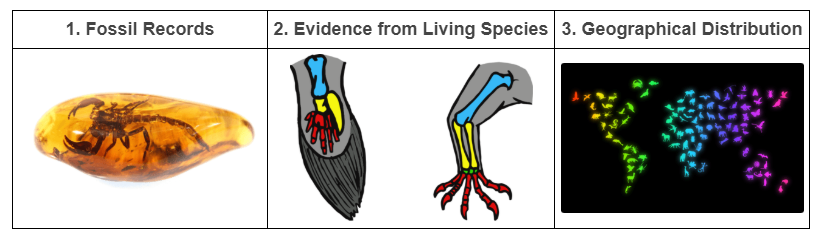 1. Fossil Records
2. Evidence from Living Species
3. Geographical Distribution